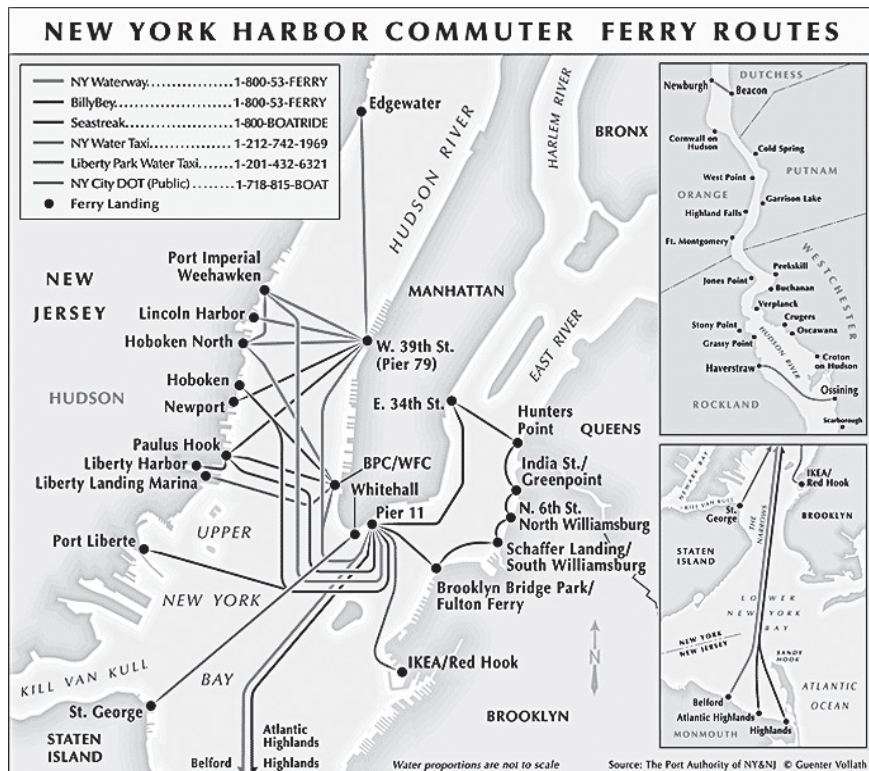 NEW YORK HARBOR COMMUTER FERRY ROUTES
NY Waterway........................1-800-53-FERRY
BillyBey............................1-800-53-FERRY
Seastreak..........................1-800-BOATRIDE
NY Water Taxi....................1-212-742-1969
Liberty Park Water Taxi.......1-201-432-6321
NY City DOT (Public) ........1-718-815-BOAT
Ferry Landing
Edgewater
HUDSON RIVER
HARLEM RIVER
BRONX
NEW
JERSEY
Port Imperial
Weehawken
Lincoln Harbor
Hoboken North
MANHATTAN
W. 39th St.
(Pier 79)
EAST RIVER
HUDSON
Hoboken
Newport
E. 34th St.
Hunters
Point
QUEENS
Paulus Hook
Liberty Harbor
Liberty Landing Marina
BPC/WFC
Whitehall
Pier 11
India St./
Greenpoint
N. 6th St.
North Williamsburg
Schaffer Landing/
South Williamsburg
Port Liberte
UPPER
NEW YORK
BAY
Brooklyn Bridge Park/
Fulton Ferry
KILL VAN KULL
IKEA/Red Hook
N
St. George
STATEN
ISLAND
BROOKLYN
Belford
Atlantic
Highlands
Highlands
Water proportions are not to scale
Source: The Port Authority of NY&NJ © Guenter Vollath
DUTCHESS
Newburgh
Beacon
Cornwall on
Hudson
Cold Spring
PUTNAM
West Point
ORANGE
Garrison Lake
Highland Falls
Ft. Montgomery
WESTCHESTER
Peekskill
Jones Point
Buchanan
Verplanck
Crugers
Stony Point
Oscawana
Grassy Point
HUDSON RIVER
Croton
on Hudson
Haverstraw
Ossining
ROCKLAND
Scarborough
NEWARK BAY
IKEA/
Red Hook
KILL VAN KULL
St.
George
THE NARROWS
BROOKLYN
STATEN
ISLAND
LOWER
NEW YORK
BAY
NEW YORK
NEW JERSEY
SANDY
HOOK
ATLANTIC
OCEAN
Belford
Atlantic Highlands
Highlands
MONMOUTH